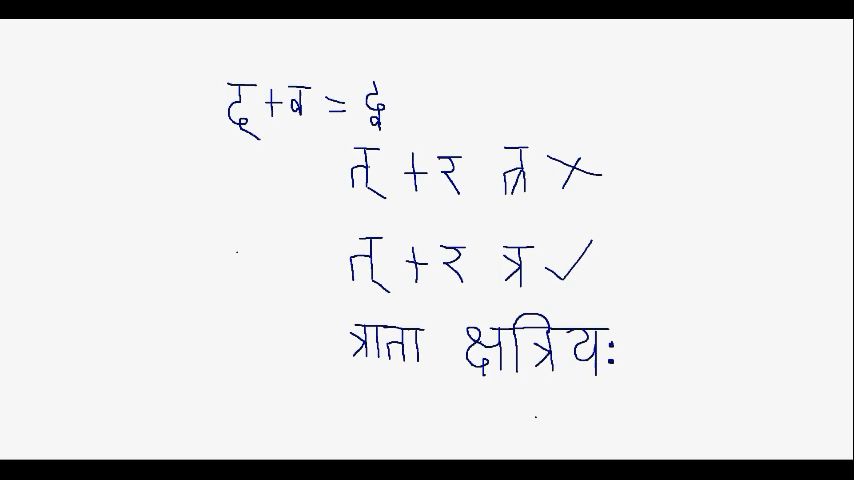 द् + व = द्व
त् + र त्र ✗
त् + र त्र ✓
त्राता क्षत्रियः